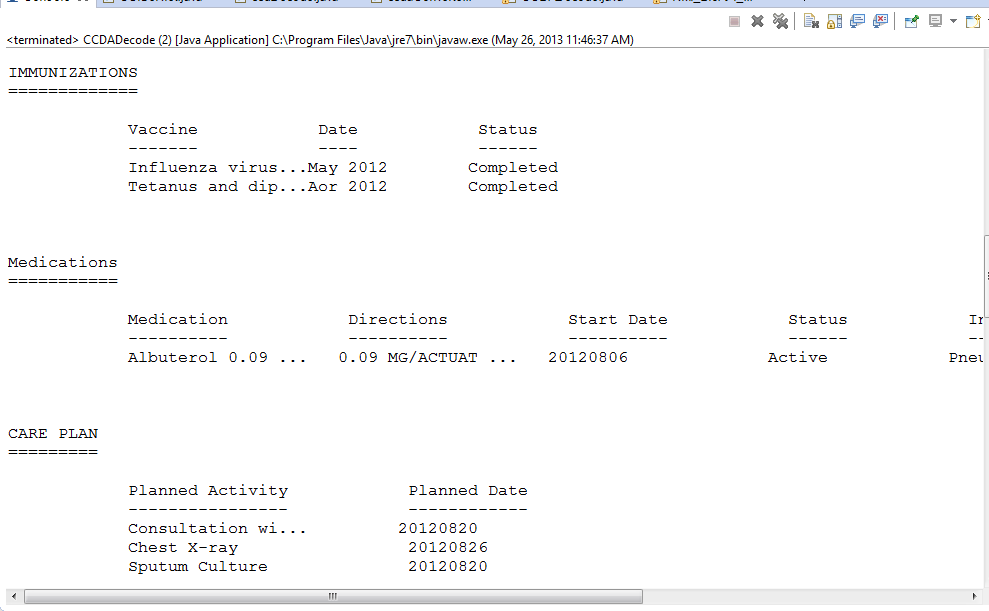 <terminated> CCDADecode (2) [Java Application] C:\Program Files\Java\jre7\bin\javaw.exe (May 26, 2013 11:46:37 AM)
IMMUNIZATIONS
=============
Vaccine Date Status
------- ---- ------
Influenza virus...May 2012 Completed
Tetanus and dip...Aor 2012 Completed
Medications
===========
Medication Directions Start Date Status
---------- ---------- ---------- ------ --
Albuterol 0.09 ... 0.09 MG/ACTUAT ... 20120806 Active Pneu
CARE PLAN
=========
Planned Activity Planned Date
---------------- ------------
Consultation wi... 20120820
Chest X-ray 20120826
Sputum Culture 20120820